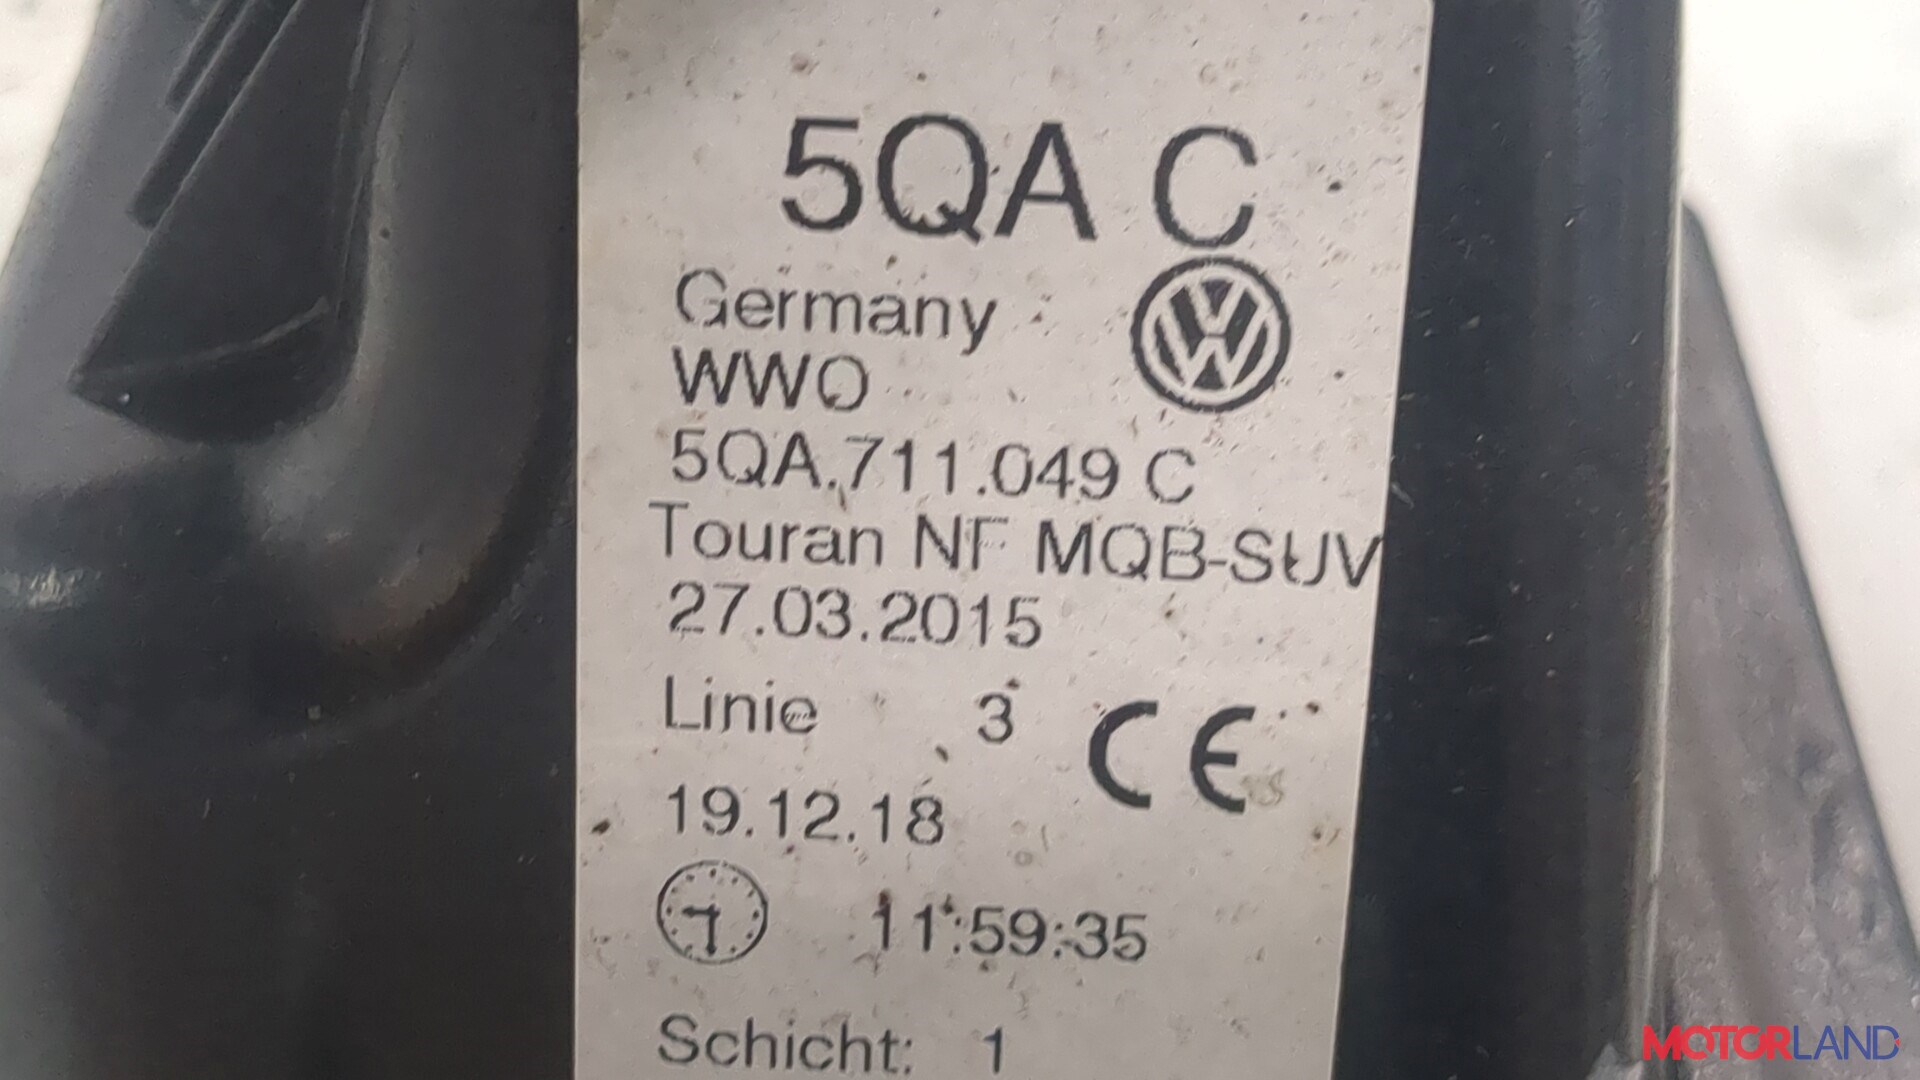 5QA C
Germany
WWO
5QA.711.049 C
Touran NF MQB-SUV
27.03.2015
Linie 3
CE
19.12.18
11:59:35
Schicht: 1
MOTORLAND